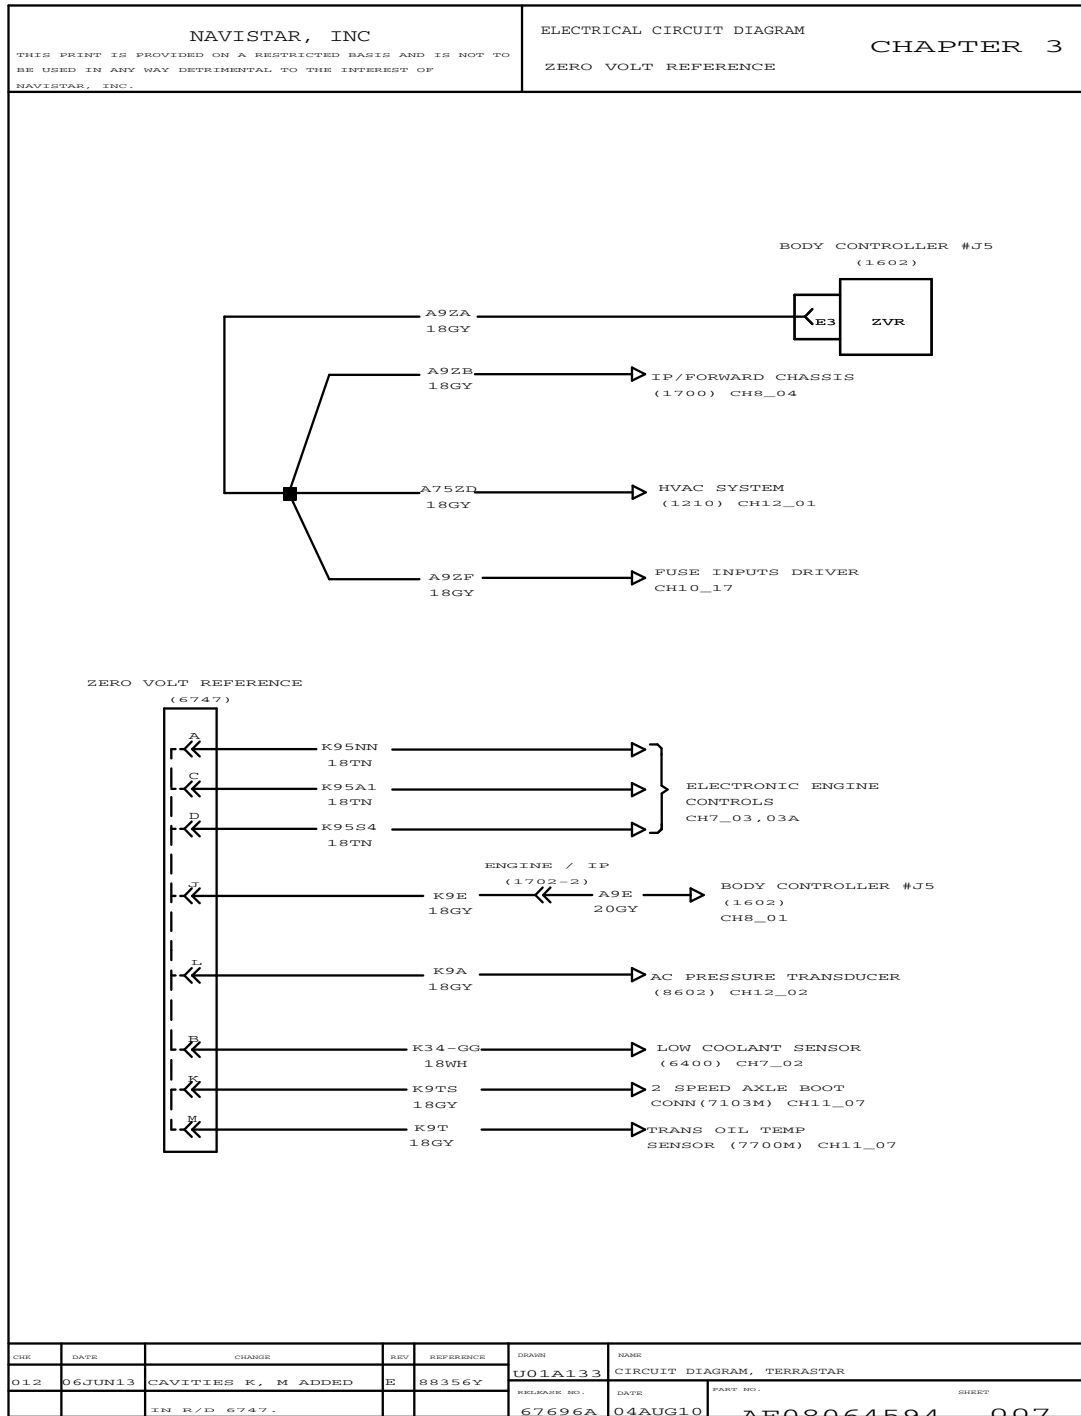 NAVISTAR, INC
THIS PRINT IS PROVIDED ON A RESTRICTED BASIS AND IS NOT TO
BE USED IN ANY WAY DETRIMENTAL TO THE INTEREST OF
NAVISTAR, INC.
ELECTRICAL CIRCUIT DIAGRAM
ZERO VOLT REFERENCE
CHAPTER 3
BODY CONTROLLER #J5
(1602)
A9ZA
18GY
E3
ZVR
A9ZB
18GY
IP/FORWARD CHASSIS
(1700) CH8_04
A75ZD
18GY
HVAC SYSTEM
(1210) CH12_01
A9ZF
18GY
FUSE INPUTS DRIVER
CH10_17
ZERO VOLT REFERENCE
(6747)
A
K95NN
18TN
C
K95A1
18TN
D
K95S4
18TN
ELECTRONIC ENGINE
CONTROLS
CH7_03,03A
J
K9E
18GY
ENGINE / IP
(1702-2)
A9E
20GY
BODY CONTROLLER #J5
(1602)
CH8_01
L
K9A
18GY
AC PRESSURE TRANSDUCER
(8602) CH12_02
B
K34-GG
18WH
LOW COOLANT SENSOR
(6400) CH7_02
K
K9TS
18GY
2 SPEED AXLE BOOT
CONN(7103M) CH11_07
M
K9T
18GY
TRANS OIL TEMP
SENSOR (7700M) CH11_07
CHK DATE CHANGE REV REFERENCE
012 06JUN13 CAVITIES K, M ADDED E 88356Y
IN R/D 6747.
DRAWN
U01A133
NAME
CIRCUIT DIAGRAM, TERRASTAR
RELEASE NO.
67696A
DATE
04AUG10
PART NO.
SHEET
AE08064594 007